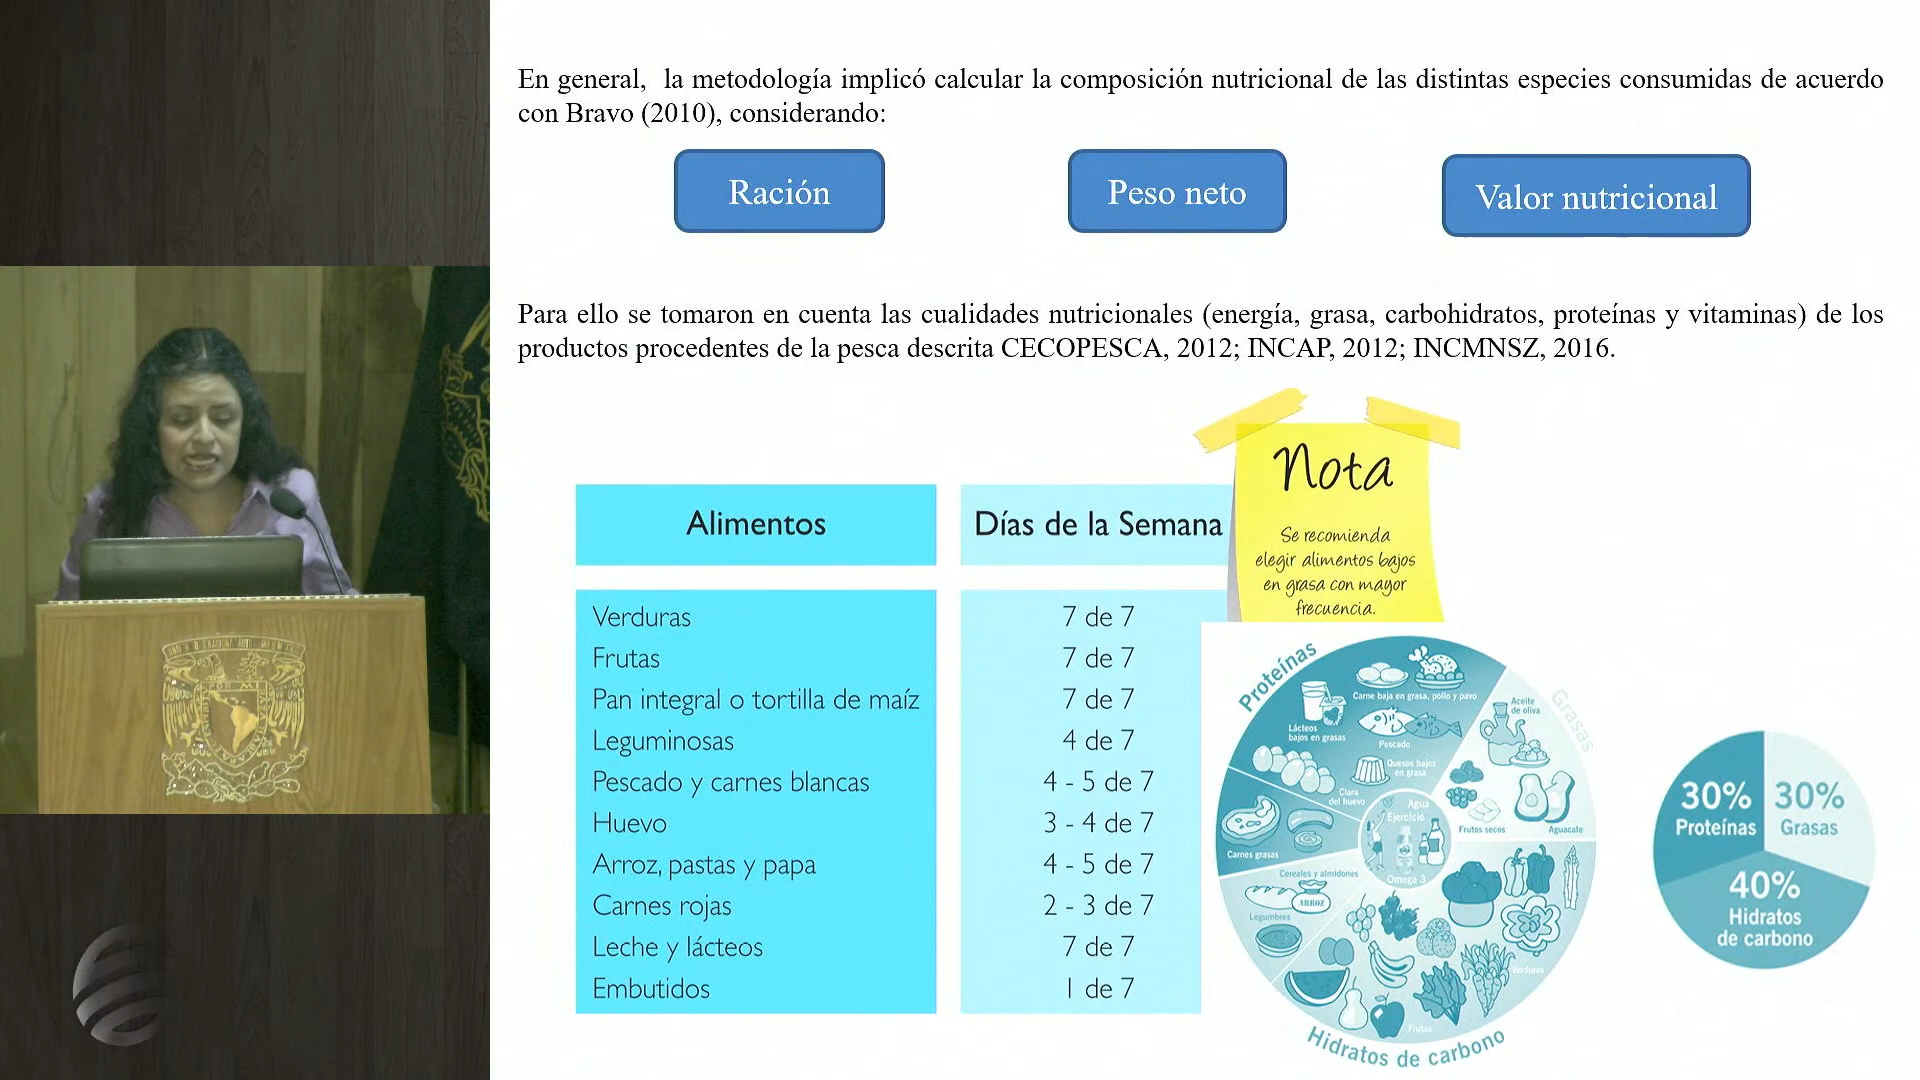 En general, la metodología implicó calcular la composición nutricional de las distintas especies consumidas de acuerdo
con Bravo (2010), considerando:
Ración
Peso neto
Valor nutricional
Para ello se tomaron en cuenta las cualidades nutricionales (energía, grasa, carbohidratos, proteínas y vitaminas) de los
productos procedentes de la pesca descrita CECOPESCA, 2012; INCAP, 2012; INCMNSZ, 2016.
Nota
Se recomienda
elegir alimentos bajos
en grasa con mayor
frecuencia.
Alimentos
Días de la Semana
Verduras
7 de 7
Frutas
7 de 7
Pan integral o tortilla de maíz
7 de 7
Leguminosas
4 de 7
Pescado y carnes blancas
4 - 5 de 7
Huevo
3 - 4 de 7
Arroz, pastas y papa
4 - 5 de 7
Carnes rojas
2 - 3 de 7
Leche y lácteos
7 de 7
Embutidos
1 de 7
Proteínas
Carne baja en grasa, pollo y pavo
Lácteos
bajos en grasas
Pescado
Quesos bajos
en grasa
Clara
del huevo
Carnes grasas
Grasas
Aceite
de oliva
Frutos secos
Aguacate
Agua
Ejercicio
Omega 3
Cereales y almidones
ARROZ
Legumbres
Verduras
Frutas
Hidratos de carbono
30%
Proteínas
30%
Grasas
40%
Hidratos
de carbono